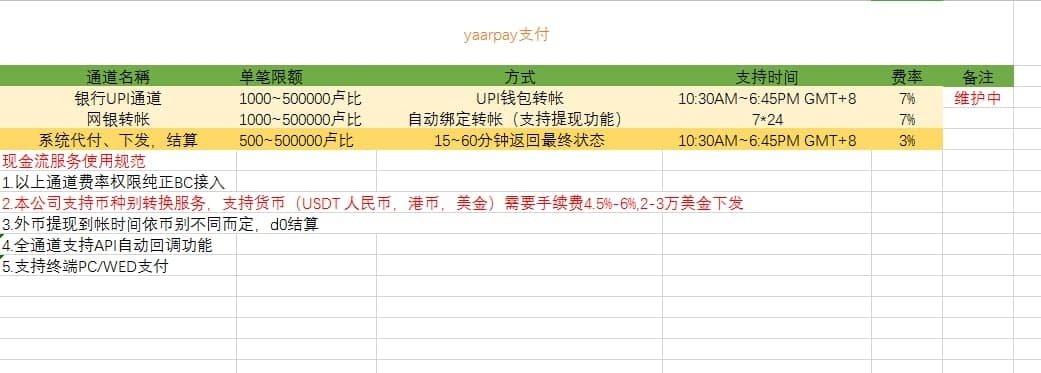 yaarpay支付
通道名稱 单笔限额 方式 支持时间 费率 备注
银行UPI通道 1000~500000卢比 UPI钱包转帐 10:30AM~6:45PM GMT+8 7% 维护中
网银转帐 1000~500000卢比 自动绑定转帐（支持提现功能） 7*24 7%
系统代付、下发，结算 500~500000卢比 15~60分钟返回最终状态 10:30AM~6:45PM GMT+8 3%
现金流服务使用规范
1.以上通道费率权限纯正BC接入
2.本公司支持币种别转换服务，支持货币（USDT 人民币，港币，美金）需要手续费4.5%-6%,2-3万美金下发
3.外币提现到帐时间依币别不同而定，d0结算
4.全通道支持API自动回调功能
5.支持终端PC/WED支付